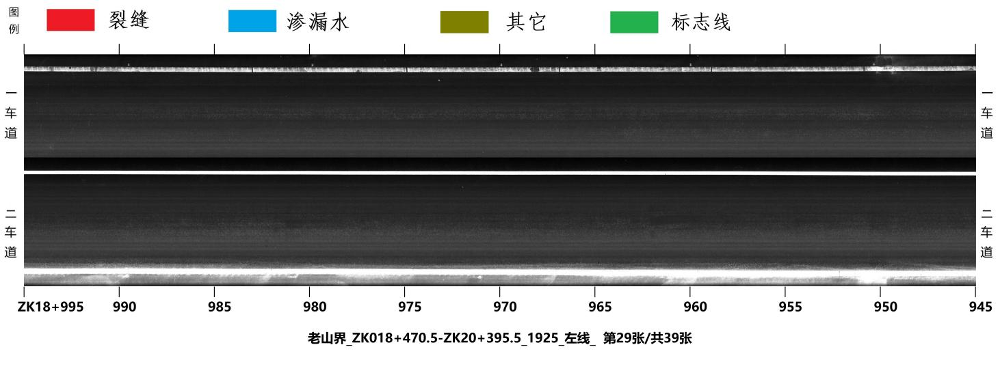 图例
裂缝
渗漏水
其它
标志线
一车道
一车道
二车道
二车道
ZK18+995 990 985 980 975 970 965 960 955 950 945
老山界_ZK018+470.5-ZK20+395.5_1925_左线_ 第29张/共39张